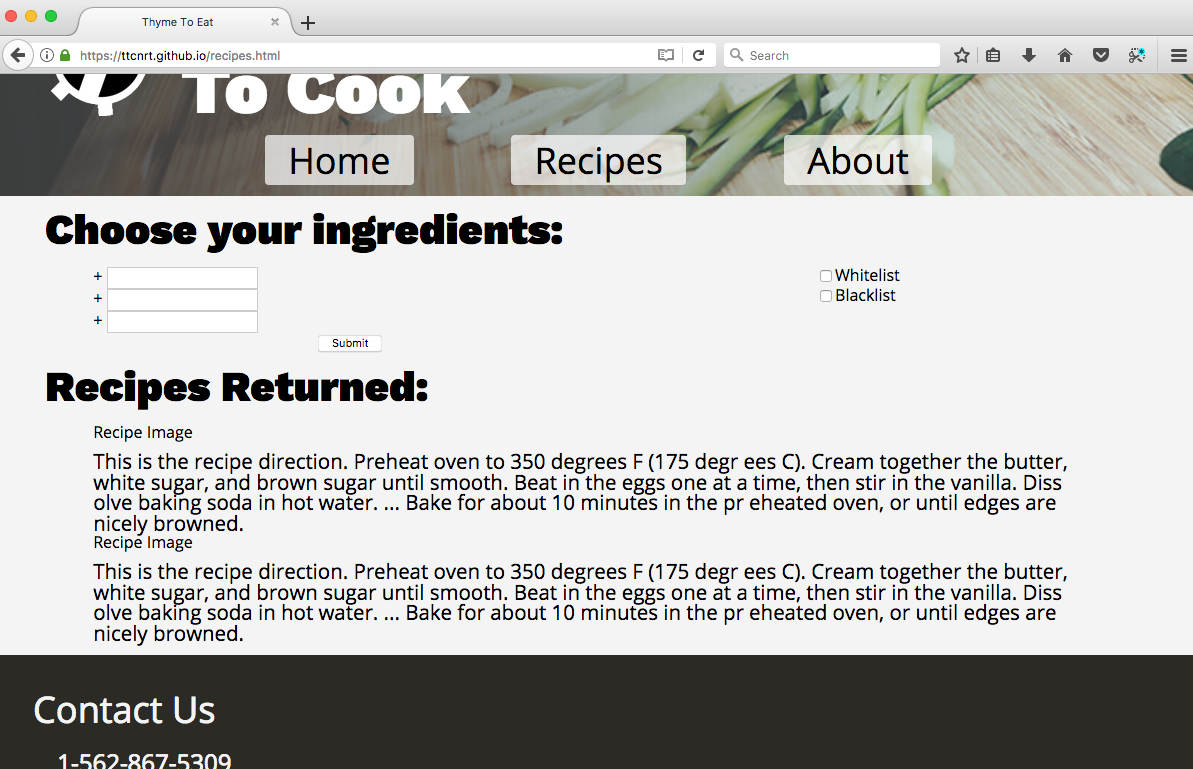 Thyme To Eat
https://ttcnrt.github.io/recipes.html
Search
To Cook
Home
Recipes
About
Choose your ingredients:
+
Whitelist
+
Blacklist
+
Submit
Recipes Returned:
Recipe Image
This is the recipe direction. Preheat oven to 350 degrees F (175 degr ees C). Cream together the butter,
white sugar, and brown sugar until smooth. Beat in the eggs one at a time, then stir in the vanilla. Diss
olve baking soda in hot water. ... Bake for about 10 minutes in the pr eheated oven, or until edges are
nicely browned.
Recipe Image
This is the recipe direction. Preheat oven to 350 degrees F (175 degr ees C). Cream together the butter,
white sugar, and brown sugar until smooth. Beat in the eggs one at a time, then stir in the vanilla. Diss
olve baking soda in hot water. ... Bake for about 10 minutes in the pr eheated oven, or until edges are
nicely browned.
Contact Us
1-562-867-5309